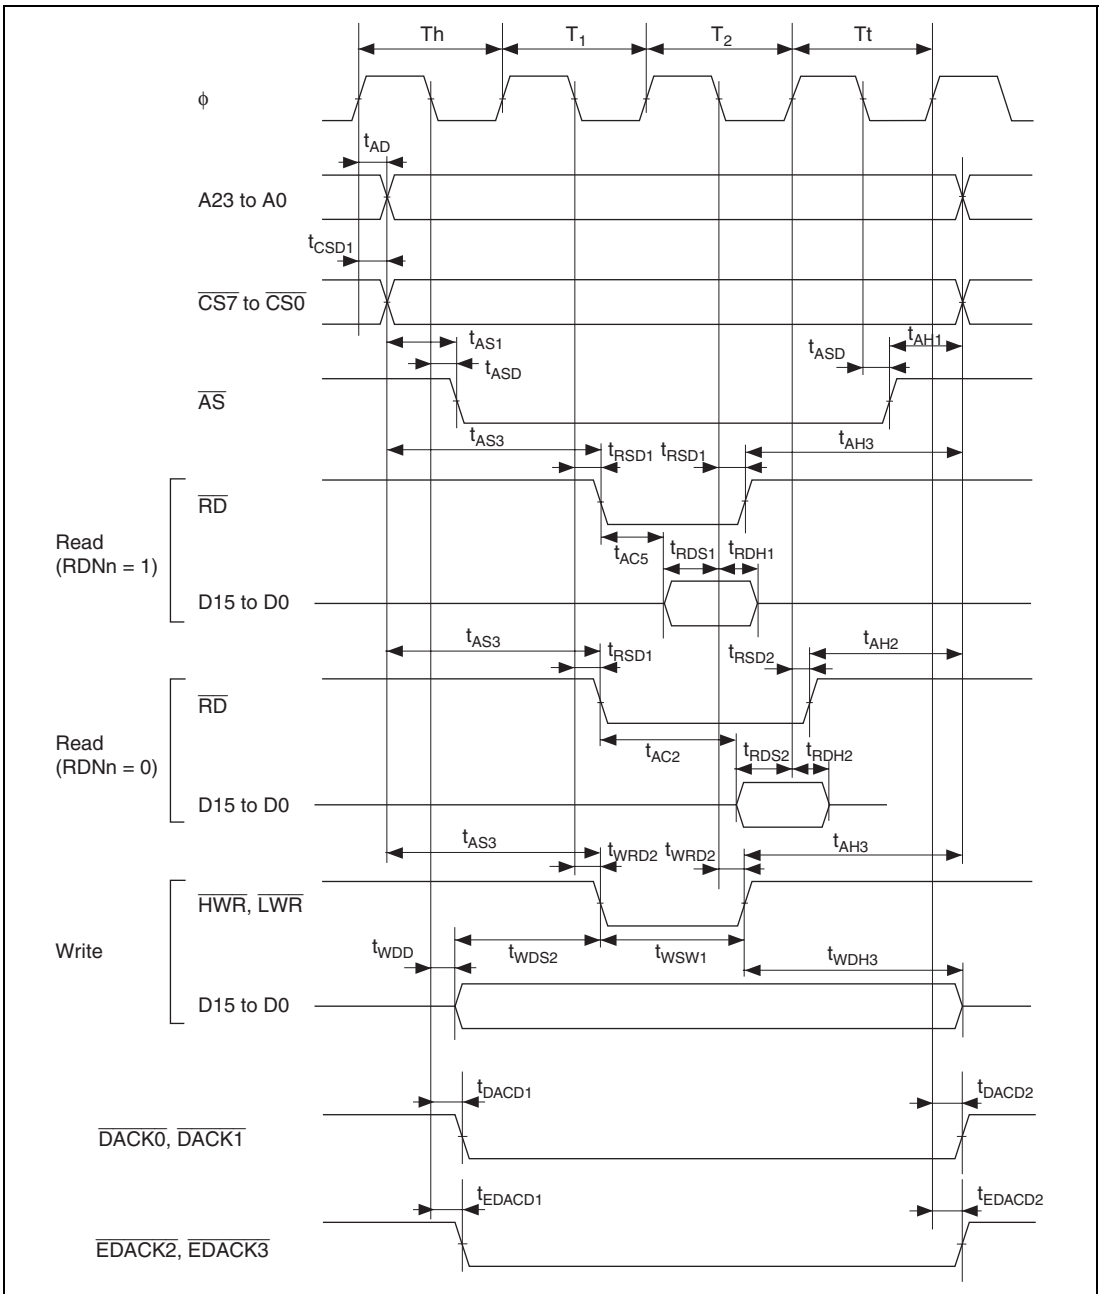 Th T1 T2 Tt
ϕ
tAD
A23 to A0
tCSD1
CS7 to CS0
tAS1 tAH1
tASD tASD
AS
tAS3 tRSD1 tRSD1 tAH3
RD
Read
(RDNn = 1)
tAC5 tRDS1 tRDH1
D15 to D0
tAS3 tRSD1 tRSD2 tAH2
RD
Read
(RDNn = 0)
tAC2 tRDS2 tRDH2
D15 to D0
tAS3 tWRD2 tWRD2 tAH3
HWR, LWR
Write
tWDD tWDS2 tWSW1 tWDH3
D15 to D0
tDACD1 tDACD2
DACK0, DACK1
tEDACD1 tEDACD2
EDACK2, EDACK3